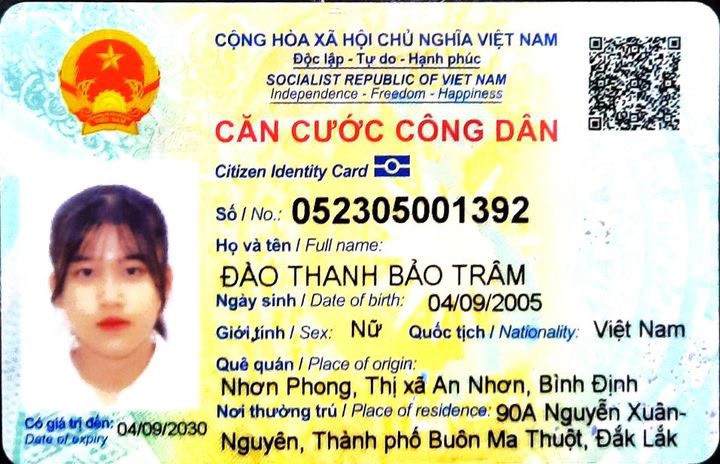 CỘNG HÒA XÃ HỘI CHỦ NGHĨA VIỆT NAM
Độc lập - Tự do - Hạnh phúc
SOCIALIST REPUBLIC OF VIET NAM
Independence - Freedom - Happiness
CĂN CƯỚC CÔNG DÂN
Citizen Identity Card
Số / No.: 052305001392
Họ và tên / Full name:
ĐÀO THANH BẢO TRÂM
Ngày sinh / Date of birth: 04/09/2005
Giới tính / Sex: Nữ Quốc tịch / Nationality: Việt Nam
Quê quán / Place of origin:
Nhơn Phong, Thị xã An Nhơn, Bình Định
Nơi thường trú / Place of residence: 90A Nguyễn Xuân-
Nguyên, Thành phố Buôn Ma Thuột, Đắk Lắk
Có giá trị đến: 04/09/2030
Date of expiry